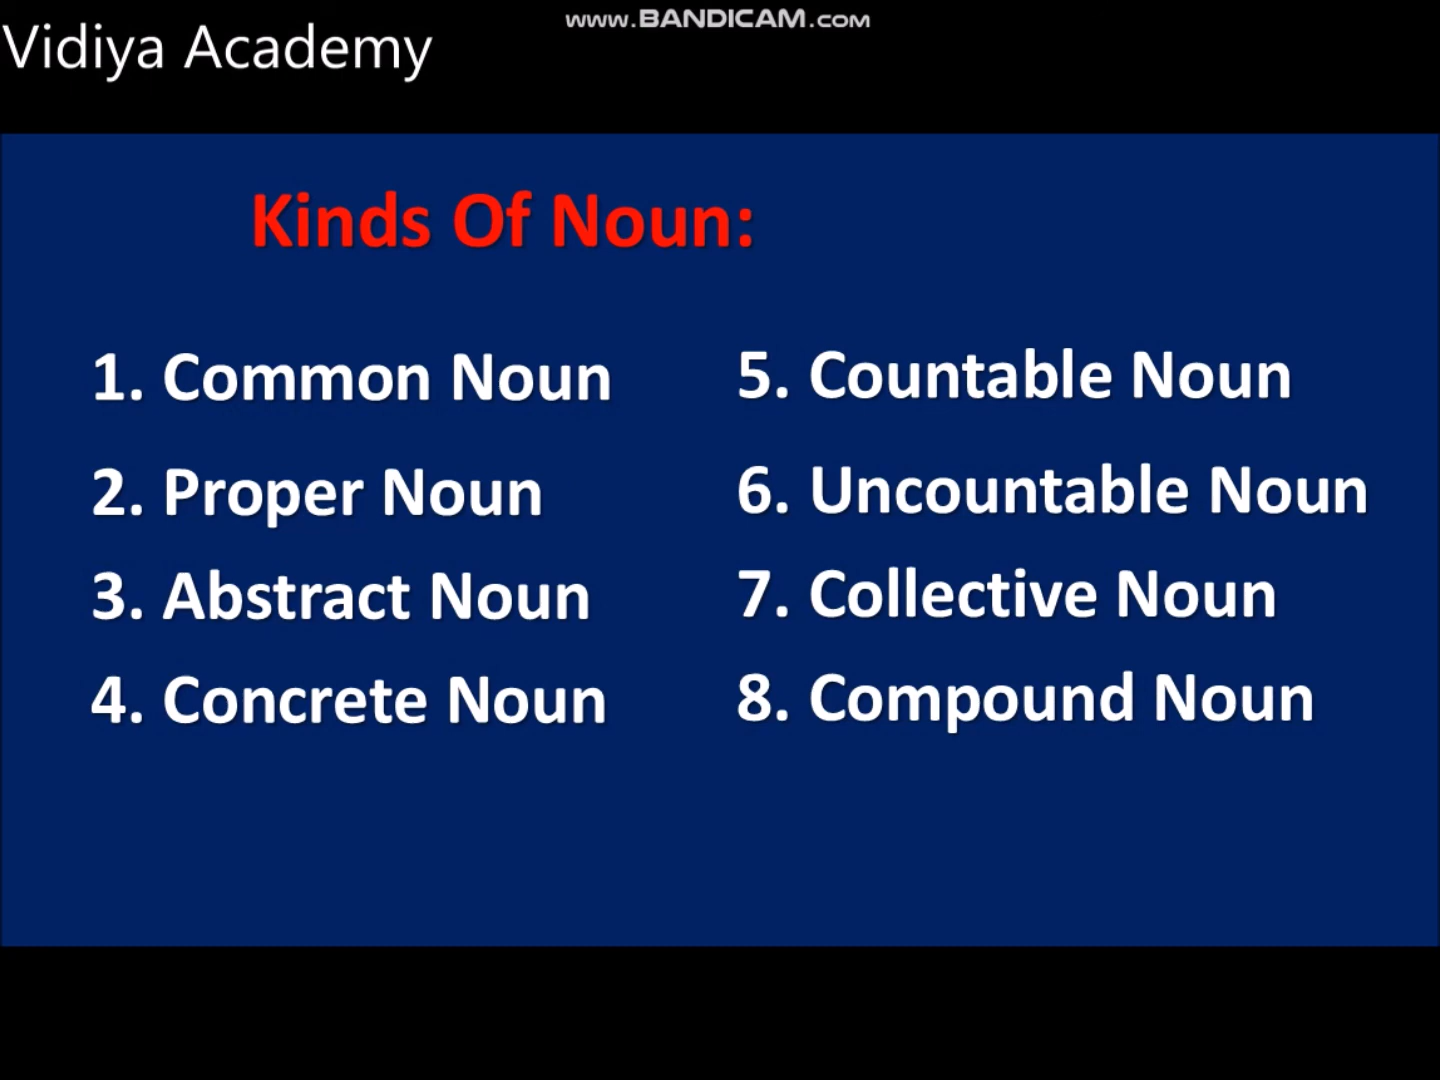 www.BANDICAM.com
Vidiya Academy
Kinds Of Noun:
1. Common Noun
2. Proper Noun
3. Abstract Noun
4. Concrete Noun
5. Countable Noun
6. Uncountable Noun
7. Collective Noun
8. Compound Noun